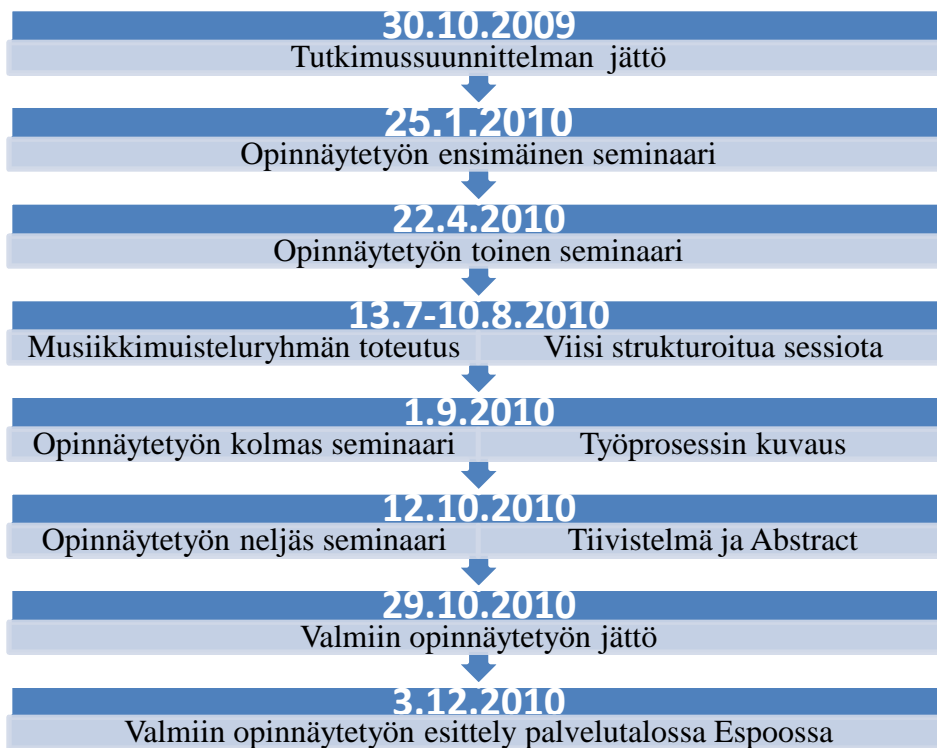 30.10.2009
Tutkimussuunnittelman jättö
25.1.2010
Opinnäytetyön ensimäinen seminaari
22.4.2010
Opinnäytetyön toinen seminaari
13.7-10.8.2010
Musiikkimuisteluryhmän toteutus Viisi strukturoitua sessiota
1.9.2010
Opinnäytetyön kolmas seminaari Työprosessin kuvaus
12.10.2010
Opinnäytetyön neljäs seminaari Tiivistelmä ja Abstract
29.10.2010
Valmiin opinnäytetyön jättö
3.12.2010
Valmiin opinnäytetyön esittely palvelutalossa Espoossa